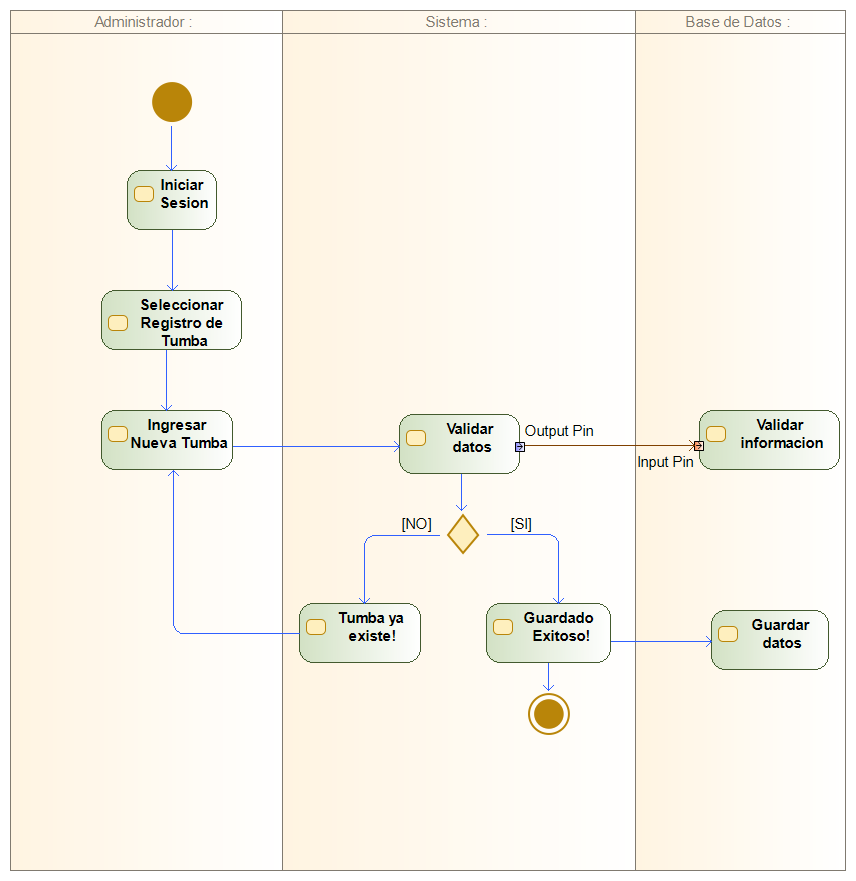 Administrador :
Sistema :
Base de Datos :
Iniciar
Sesion
Seleccionar
Registro de
Tumba
Ingresar
Nueva Tumba
Validar
datos
Output Pin
Input Pin
Validar
informacion
[NO]
[SI]
Tumba ya
existe!
Guardado
Exitoso!
Guardar
datos